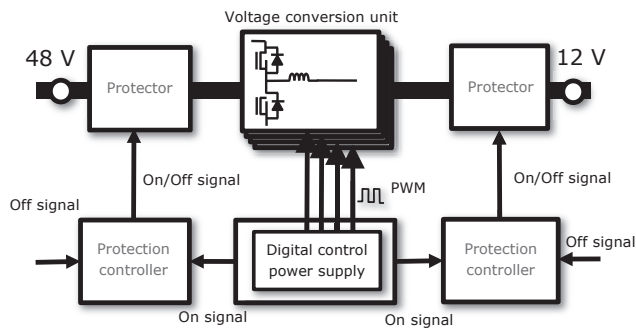 Voltage conversion unit
48 V
12 V
Protector
Protector
On/Off signal
PWM
On/Off signal
Off signal
Protection
controller
Digital control
power supply
Protection
controller
Off signal
On signal
On signal